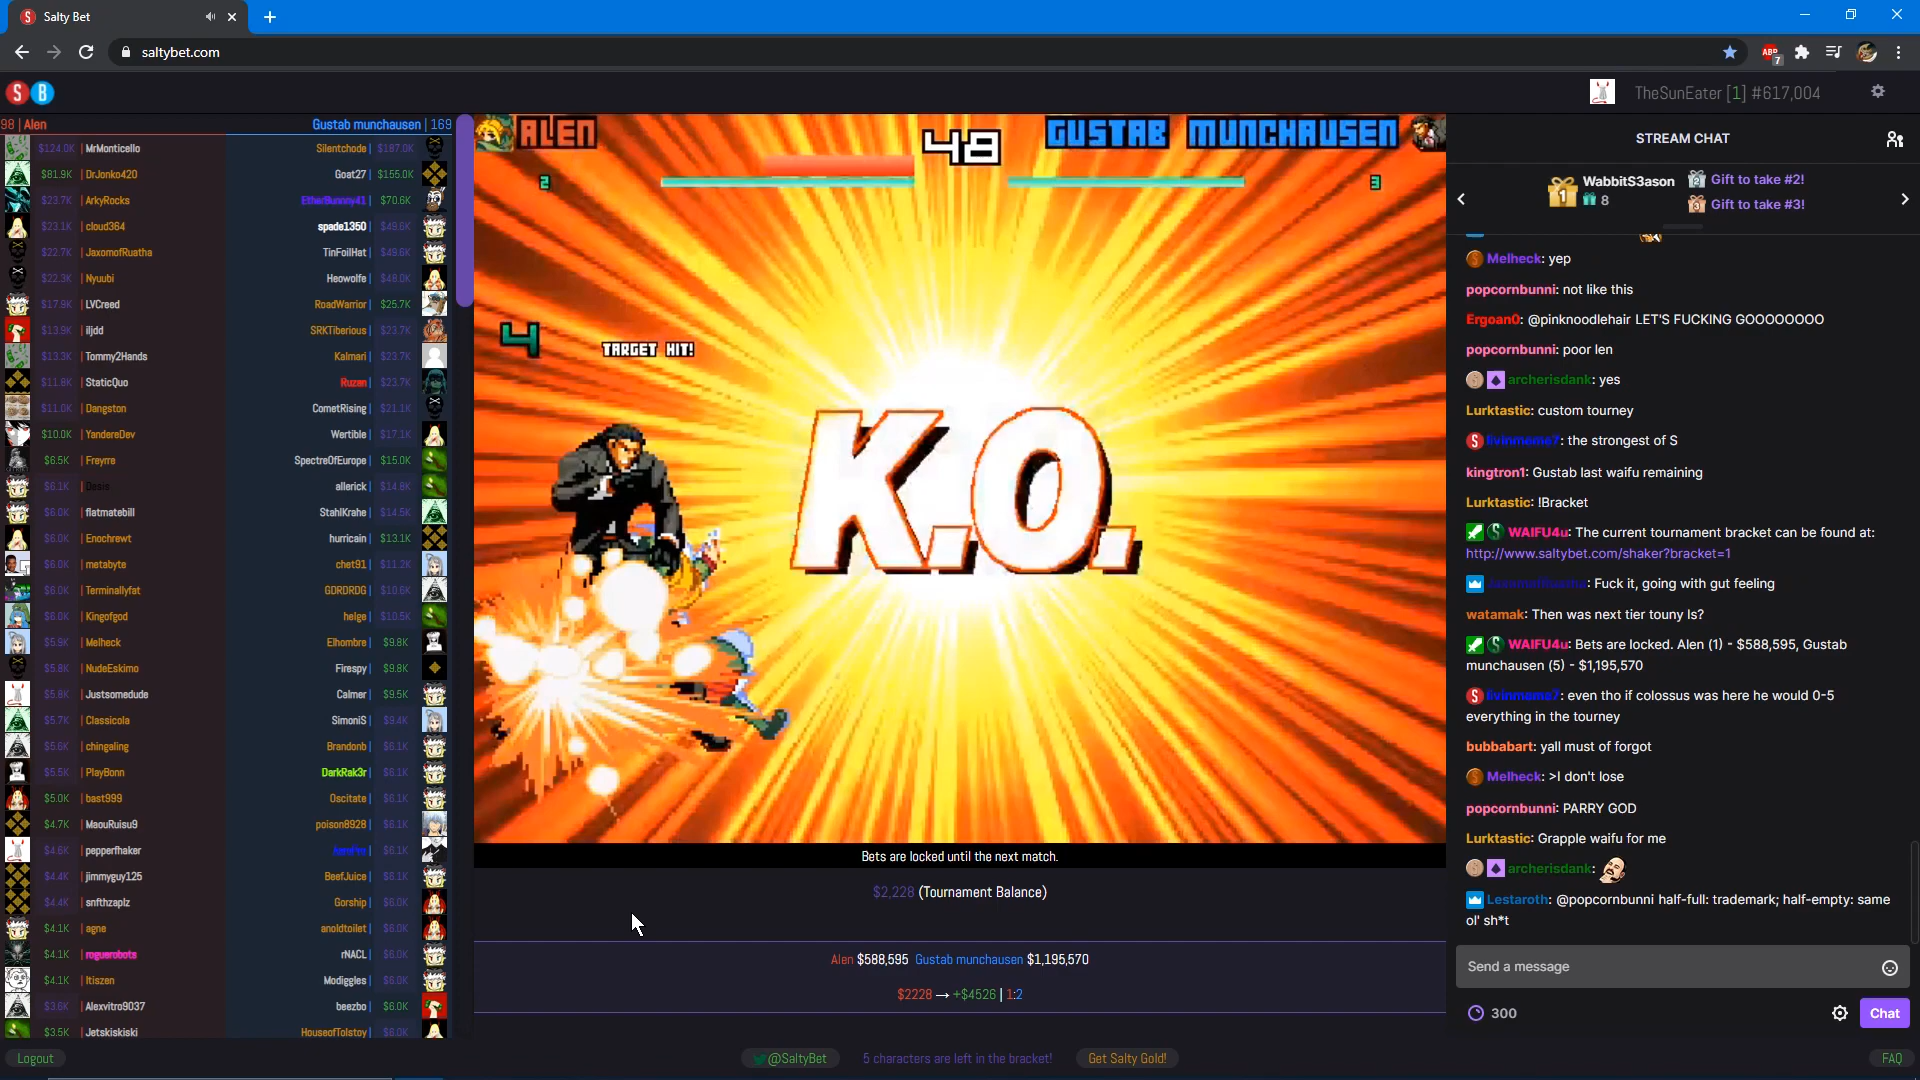 Salty Bet
saltybet.com
ABP
7
S B
TheSunEater [1] #617,004
98 | Alen
Gustab munchausen | 169
$124.0K | MrMonticello
Silentchode | $187.0K
$81.9K | DrJonko420
Goat27 | $155.0K
$23.7K | ArkyRocks
EtherBunnny41 | $70.6K
$23.1K | cloud364
spade1350 | $49.6K
$22.7K | JaxomofRuatha
TinFoilHat | $49.6K
$22.3K | Nyuubi
Heowolfe | $48.0K
$17.9K | LVCreed
RoadWarrior | $25.7K
$13.9K | iljdd
SRKTiberious | $23.7K
$13.3K | Tommy2Hands
Kalmari | $23.7K
$11.8K | StaticQuo
Ruzen | $23.7K
$11.0K | Dangston
CometRising | $21.1K
$10.0K | YandereDev
Wertible | $17.1K
$6.5K | Freyrre
SpectreOfEurope | $15.0K
$6.1K | Desis
allerick | $14.8K
$6.0K | flatmatebill
StahlKrahe | $14.5K
$6.0K | Enochrewt
hurricain | $13.1K
$6.0K | metabyte
chet91 | $11.2K
$6.0K | Terminallyfat
GDRDRDG | $10.6K
$6.0K | Kingofgod
helge | $10.5K
$5.9K | Melheck
Elhombre | $9.8K
$5.8K | NudeEskimo
Firespy | $9.8K
$5.8K | Justsomedude
Calmer | $9.5K
$5.7K | Classicola
SimoniS | $9.4K
$5.6K | chingaling
Brandonb | $6.1K
$5.5K | PlayBonn
DarkRak3r | $6.1K
$5.0K | bast999
Oscitate | $6.1K
$4.7K | MaouRuisu9
poison8928 | $6.1K
$4.6K | pepperfhaker
| $6.1K
$4.4K | jimmyguy125
BeefJuice | $6.1K
$4.4K | snfthzaplz
Gorship | $6.0K
$4.1K | agne
anoldtoilet | $6.0K
$4.1K | roguerobots
rNACL | $6.0K
$4.1K | Itiszen
Modiggles | $6.0K
$3.6K | Alexvitro9037
beezbo | $6.0K
$3.5K | Jetskiskiski
HouseofTolstoy | $6.0K
Logout
ALEN
48
GUSTAB MUNCHAUSEN
2
3
4
TARGET HIT!
K.O.
Bets are locked until the next match.
$2,228 (Tournament Balance)
Alen $588,595 Gustab munchausen $1,195,570
$2228 → +$4526 | 1:2
@SaltyBet
5 characters are left in the bracket!
Get Salty Gold!
FAQ
STREAM CHAT
1
WabbitS3ason
8
2 Gift to take #2!
3 Gift to take #3!
Melheck: yep
popcornbunni: not like this
Ergoan0: @pinknoodlehair LET'S FUCKING GOOOOOOOO
popcornbunni: poor len
archerisdank: yes
Lurktastic: custom tourney
livinmeme7: the strongest of S
kingtron1: Gustab last waifu remaining
Lurktastic: !Bracket
WAIFU4u: The current tournament bracket can be found at:
http://www.saltybet.com/shaker?bracket=1
: Fuck it, going with gut feeling
watamak: Then was next tier touny Is?
WAIFU4u: Bets are locked. Alen (1) - $588,595, Gustab
munchausen (5) - $1,195,570
livinmeme7: even tho if colossus was here he would 0-5
everything in the tourney
bubbabart: yall must of forgot
Melheck: >I don't lose
popcornbunni: PARRY GOD
Lurktastic: Grapple waifu for me
archerisdank:
Lestaroth: @popcornbunni half-full: trademark; half-empty: same
ol' sh*t
Send a message
300
Chat